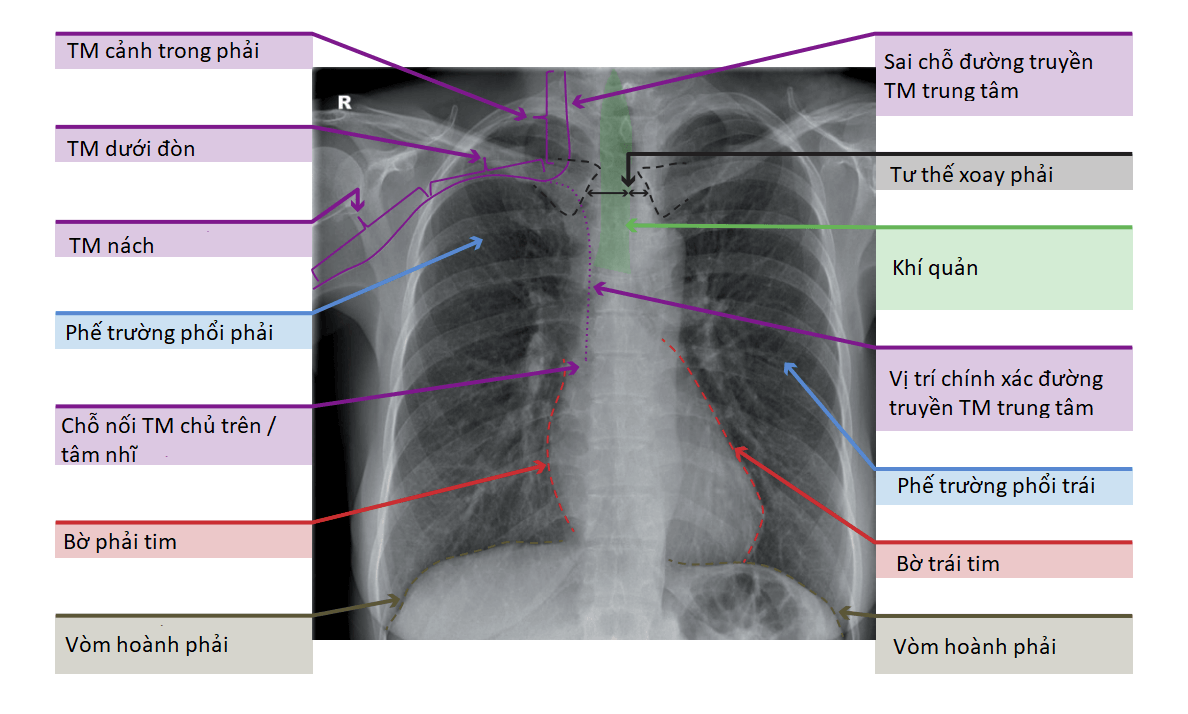 TM cảnh trong phải
TM dưới đòn
TM nách
Phế trường phổi phải
Chỗ nối TM chủ trên /
tâm nhĩ
Bờ phải tim
Vòm hoành phải
R
Sai chỗ đường truyền
TM trung tâm
Tư thế xoay phải
Khí quản
Vị trí chính xác đường
truyền TM trung tâm
Phế trường phổi trái
Bờ trái tim
Vòm hoành phải